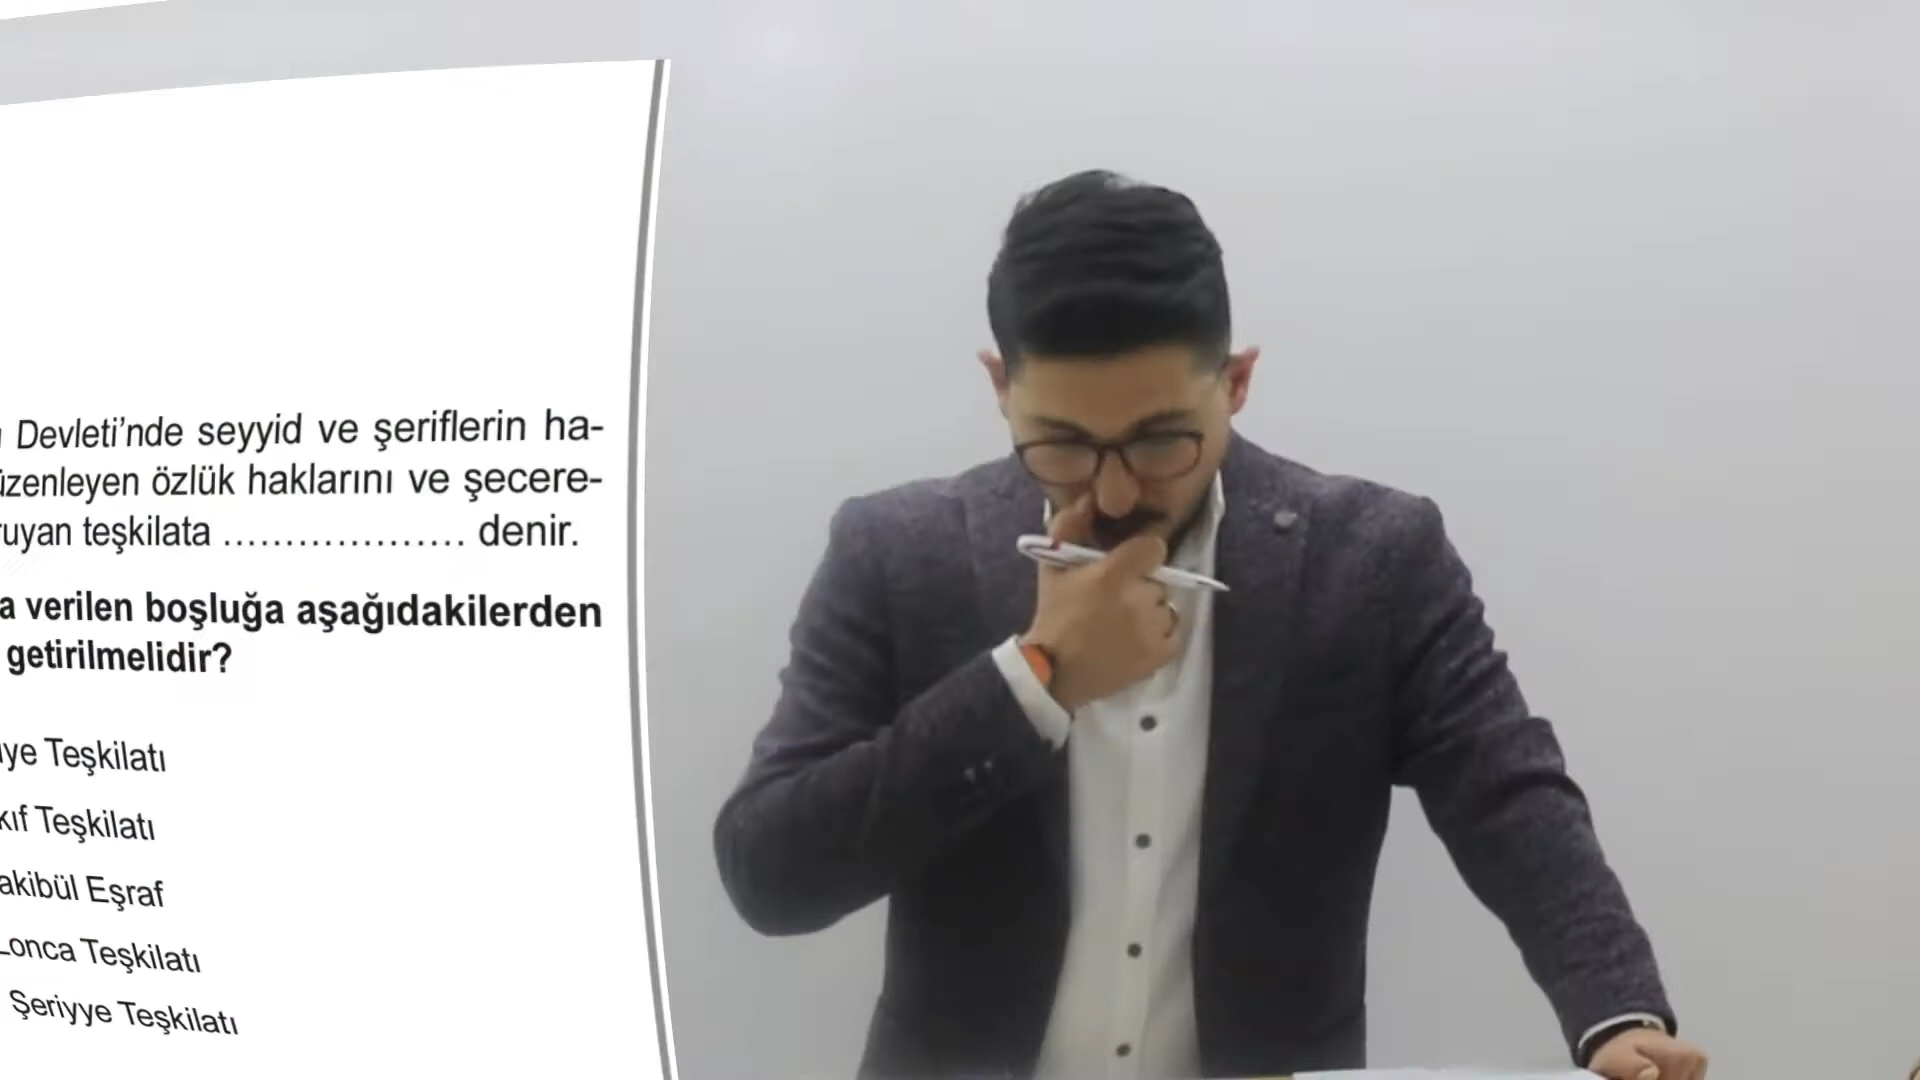 Devleti’nde seyyid ve şeriflerin ha-
üzenleyen özlük haklarını ve şecere-
ruyan teşkilata ................... denir.
a verilen boşluğa aşağıdakilerden
getirilmelidir?
iye Teşkilatı
kıf Teşkilatı
akibül Eşraf
Lonca Teşkilatı
Şeriyye Teşkilatı